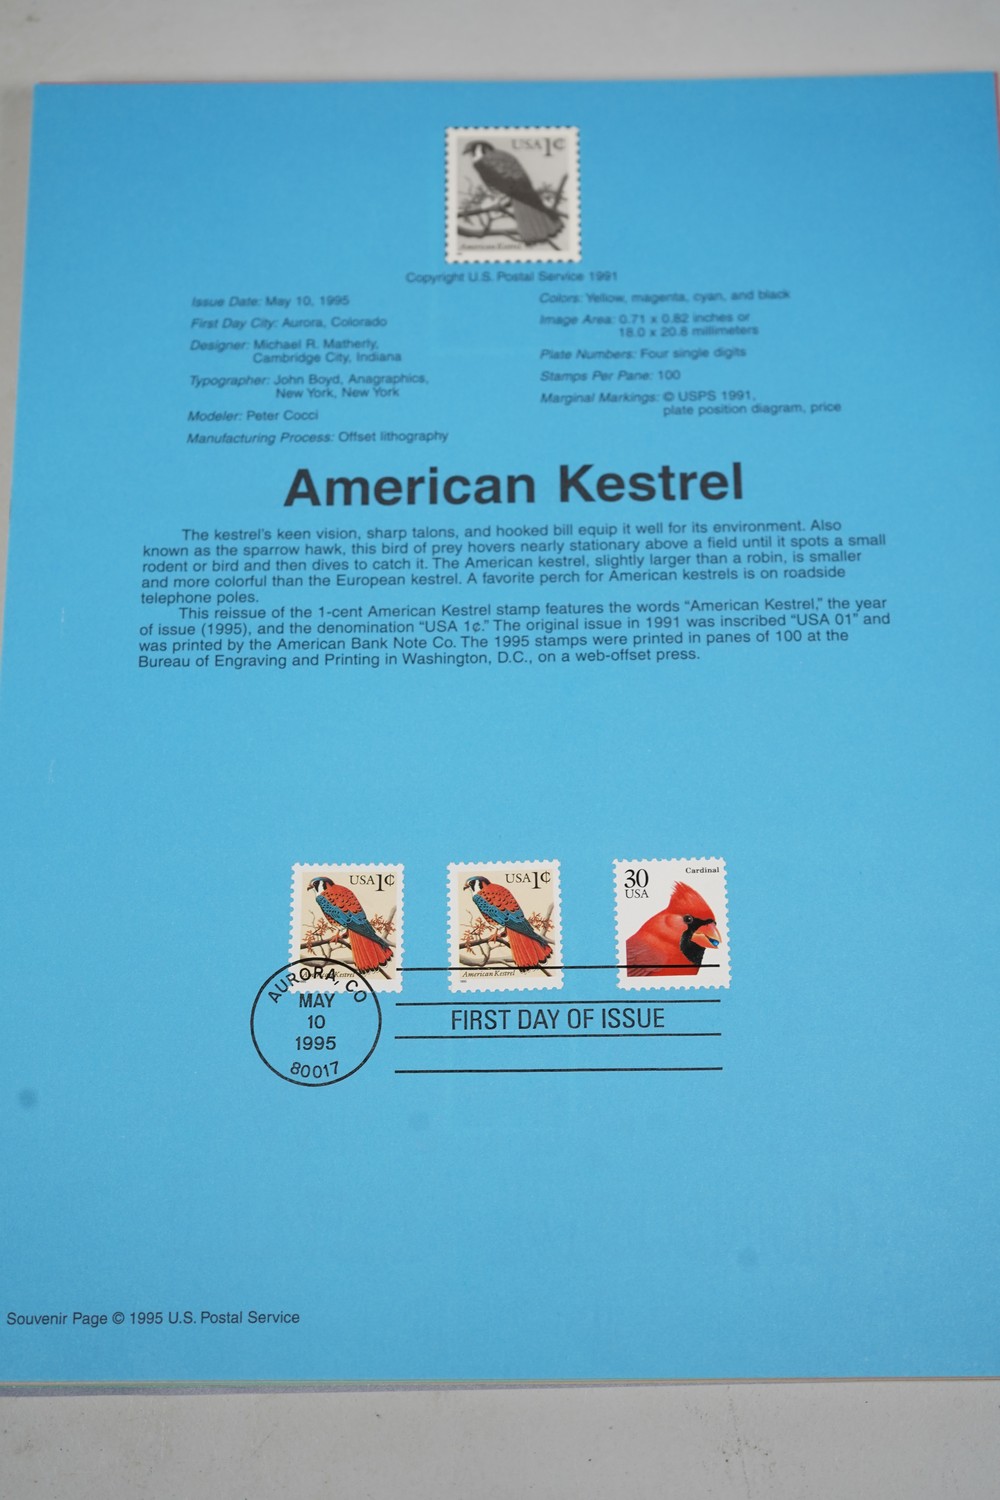 USA 1¢
American Kestrel
Copyright U.S. Postal Service 1991
Issue Date: May 10, 1995
First Day City: Aurora, Colorado
Designer: Michael R. Matherly,
Cambridge City, Indiana
Typographer: John Boyd, Anagraphics,
New York, New York
Modeler: Peter Cocci
Manufacturing Process: Offset lithography
Colors: Yellow, magenta, cyan, and black
Image Area: 0.71 x 0.82 inches or
18.0 x 20.8 millimeters
Plate Numbers: Four single digits
Stamps Per Pane: 100
Marginal Markings: © USPS 1991,
plate position diagram, price
American Kestrel
The kestrel's keen vision, sharp talons, and hooked bill equip it well for its environment. Also
known as the sparrow hawk, this bird of prey hovers nearly stationary above a field until it spots a small
rodent or bird and then dives to catch it. The American kestrel, slightly larger than a robin, is smaller
and more colorful than the European kestrel. A favorite perch for American kestrels is on roadside
telephone poles.
This reissue of the 1-cent American Kestrel stamp features the words “American Kestrel,” the year
of issue (1995), and the denomination “USA 1¢.” The original issue in 1991 was inscribed “USA 01” and
was printed by the American Bank Note Co. The 1995 stamps were printed in panes of 100 at the
Bureau of Engraving and Printing in Washington, D.C., on a web-offset press.
USA 1¢
American Kestrel
USA 1¢
American Kestrel
Cardinal
30
USA
AURORA, CO
MAY
10
1995
80017
FIRST DAY OF ISSUE
Souvenir Page © 1995 U.S. Postal Service